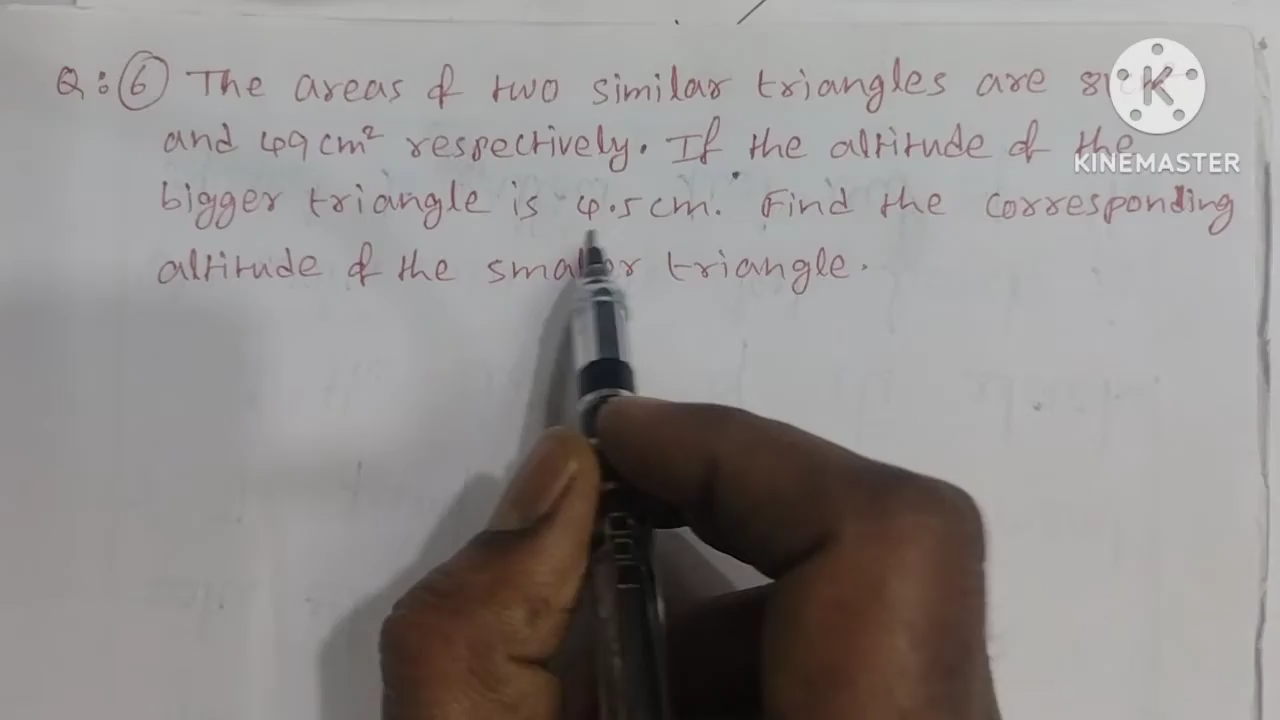 Q: 6 The areas of two similar triangles are
and 49 cm² respectively. If the altitude of the
bigger triangle is 4.5 cm. Find the corresponding
altitude of the smaller triangle.
KINEMASTER